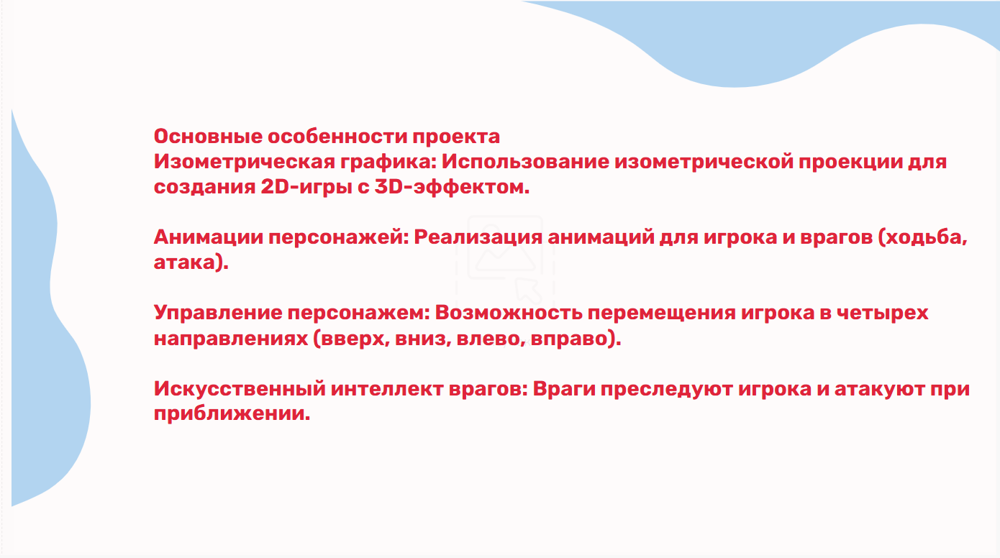 Основные особенности проекта
Изометрическая графика: Использование изометрической проекции для
создания 2D-игры с 3D-эффектом.
Анимации персонажей: Реализация анимаций для игрока и врагов (ходьба,
атака).
Управление персонажем: Возможность перемещения игрока в четырех
направлениях (вверх, вниз, влево, вправо).
Искусственный интеллект врагов: Враги преследуют игрока и атакуют при
приближении.